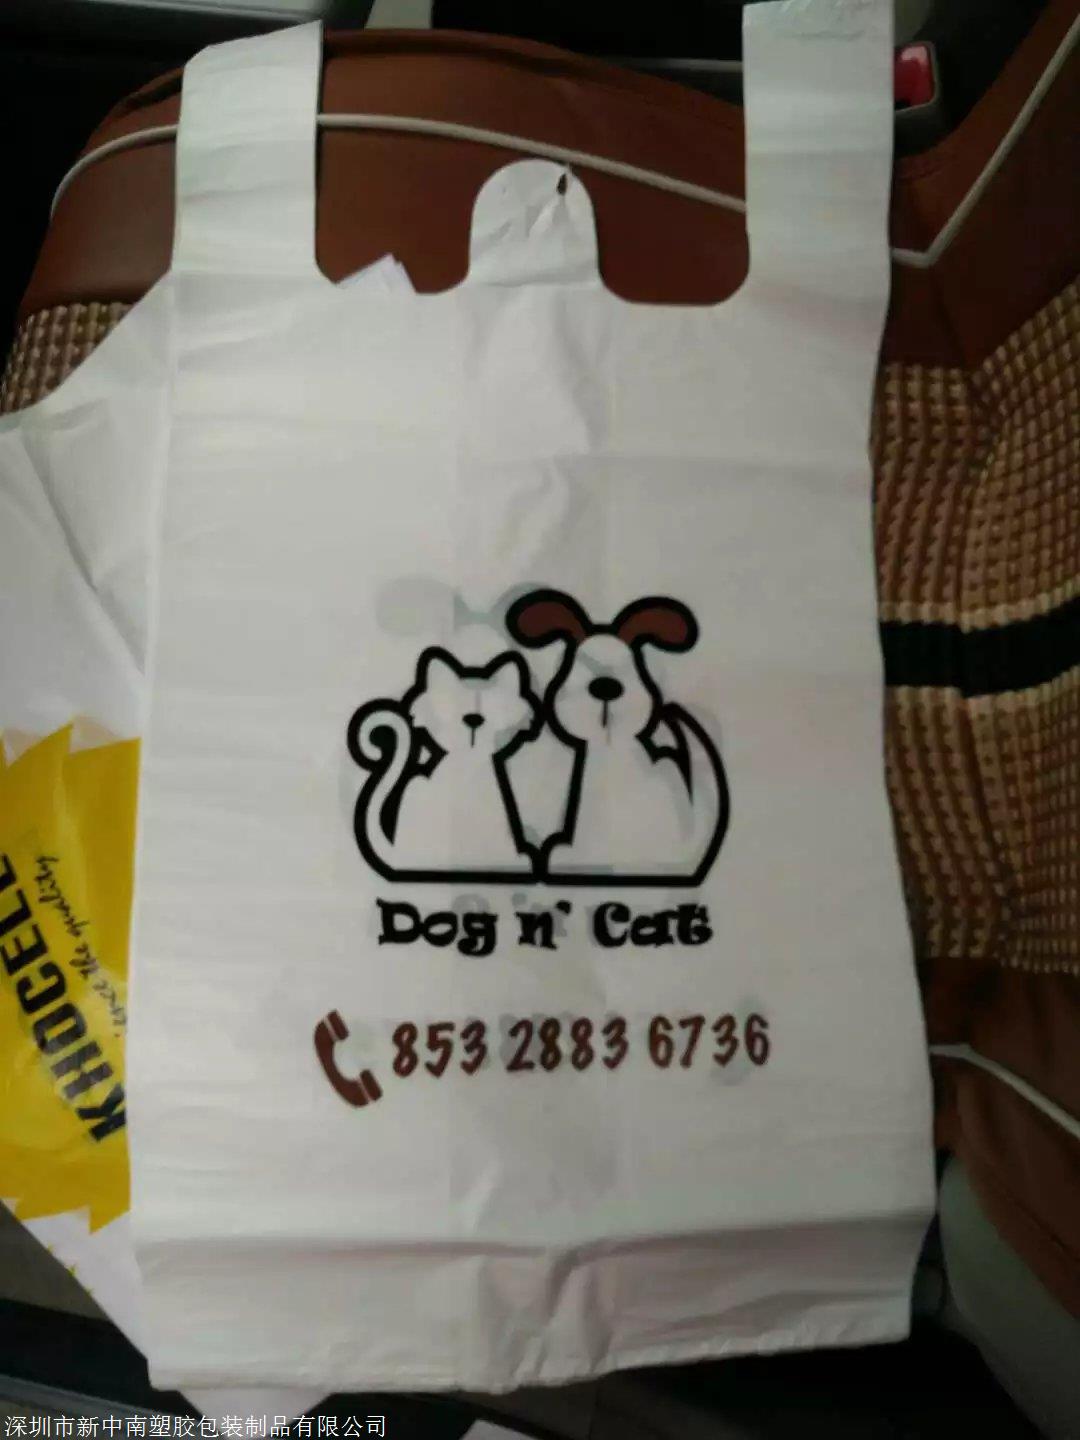 Dog n' Cat
853 2883 6736
KHOCELL
the quality
深圳市新中南塑胶包装制品有限公司